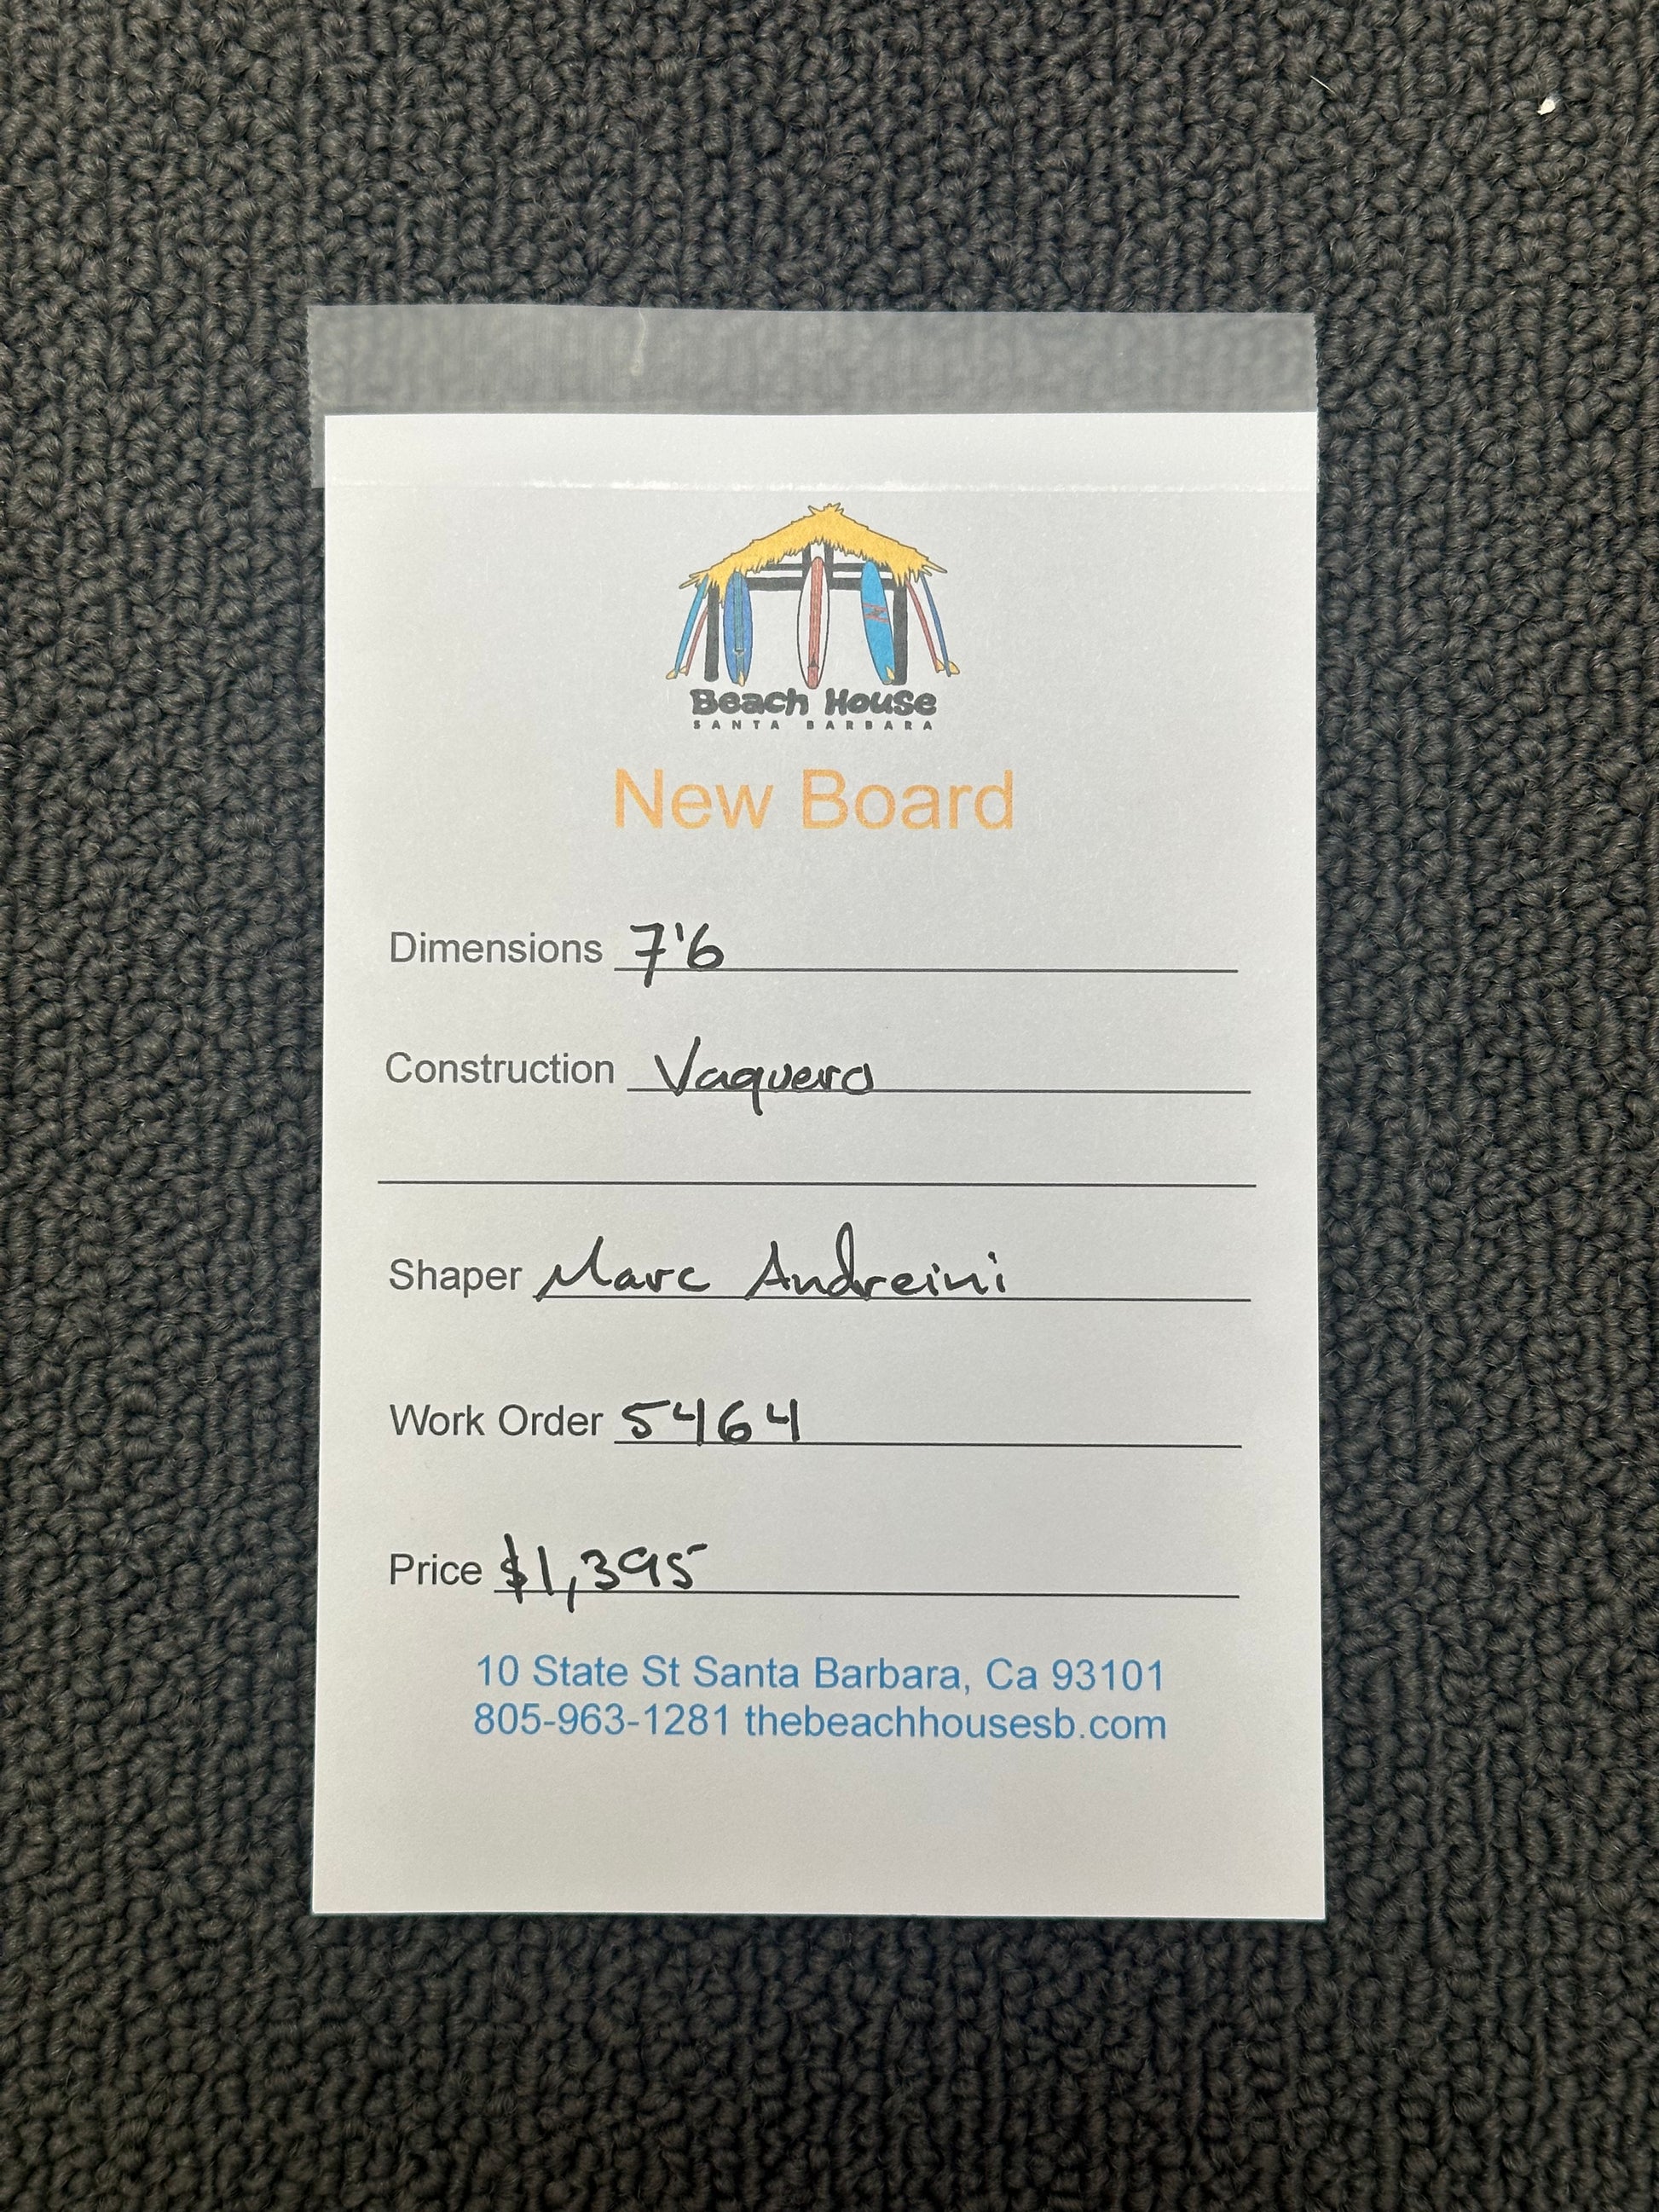 Beach House
SANTA BARBARA
New Board
Dimensions 7'6
Construction Vaquero
Shaper Marc Andreini
Work Order 5464
Price $1,395
10 State St Santa Barbara, Ca 93101
805-963-1281 thebeachhousesb.com